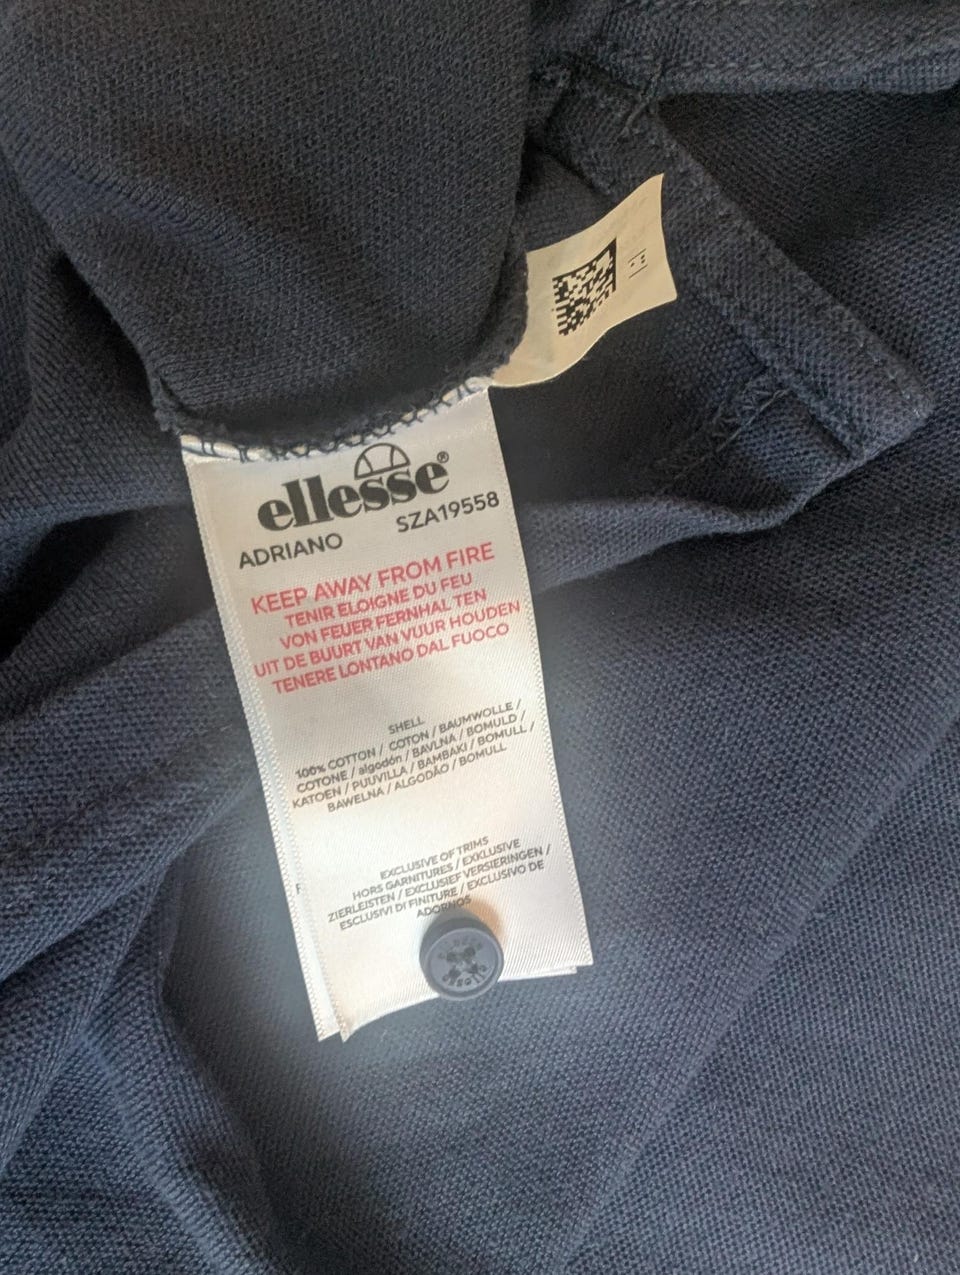 ellesse®
ADRIANO SZA19558
KEEP AWAY FROM FIRE
TENIR ELOIGNE DU FEU
VON FEUER FERNHAL TEN
UIT DE BUURT VAN VUUR HOUDEN
TENERE LONTANO DAL FUOCO
SHELL
100% COTTON / COTON / BAUMWOLLE /
COTONE / algodón / BAVLNA / BOMULD /
KATOEN / PUUVILLA / BAMBAKI / BOMULL /
BAWELNA / ALGODÃO / BOMULL
EXCLUSIVE OF TRIMS
HORS GARNITURES / EXKLUSIVE
ZIERLEISTEN / EXCLUSIEF VERSIERINGEN /
ESCLUSIVI DI FINITURE / EXCLUSIVO DE
ADORNOS